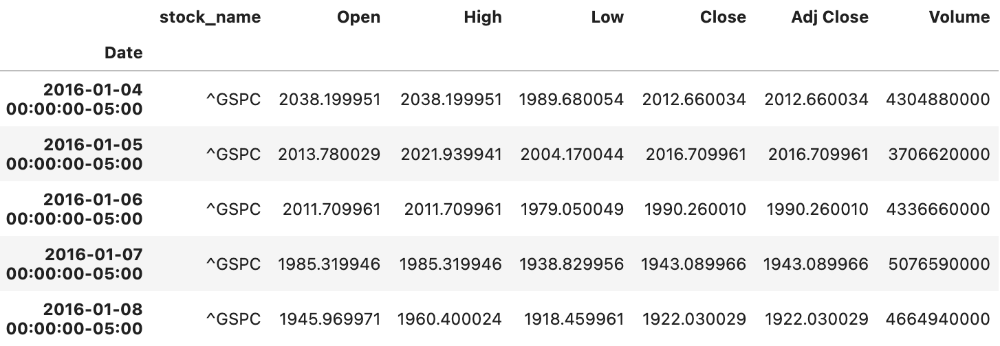 stock_name Open High Low Close Adj Close Volume
Date
2016-01-04
00:00:00-05:00 ^GSPC 2038.199951 2038.199951 1989.680054 2012.660034 2012.660034 4304880000
2016-01-05
00:00:00-05:00 ^GSPC 2013.780029 2021.939941 2004.170044 2016.709961 2016.709961 3706620000
2016-01-06
00:00:00-05:00 ^GSPC 2011.709961 2011.709961 1979.050049 1990.260010 1990.260010 4336660000
2016-01-07
00:00:00-05:00 ^GSPC 1985.319946 1985.319946 1938.829956 1943.089966 1943.089966 5076590000
2016-01-08
00:00:00-05:00 ^GSPC 1945.969971 1960.400024 1918.459961 1922.030029 1922.030029 4664940000